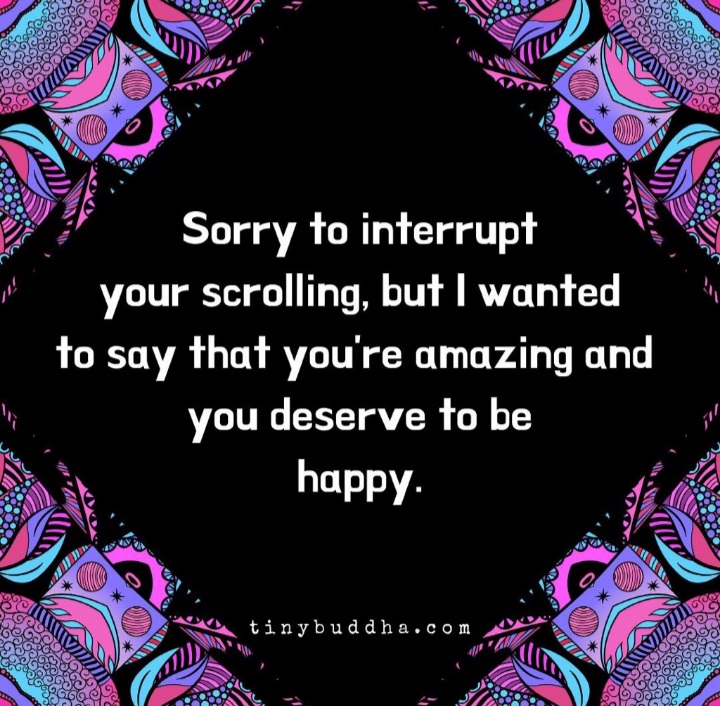 Sorry to interrupt
your scrolling, but I wanted
to say that you're amazing and
you deserve to be
happy.
tinybuddha.com